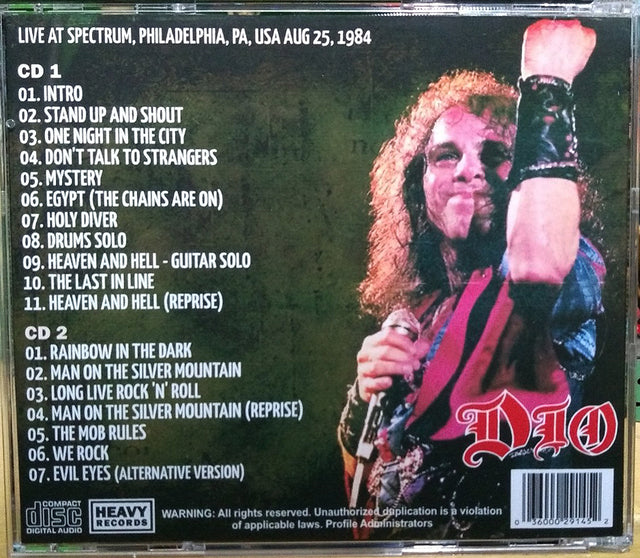 LIVE AT SPECTRUM, PHILADELPHIA, PA, USA AUG 25, 1984
CD 1
01. INTRO
02. STAND UP AND SHOUT
03. ONE NIGHT IN THE CITY
04. DON'T TALK TO STRANGERS
05. MYSTERY
06. EGYPT (THE CHAINS ARE ON)
07. HOLY DIVER
08. DRUMS SOLO
09. HEAVEN AND HELL - GUITAR SOLO
10. THE LAST IN LINE
11. HEAVEN AND HELL (REPRISE)
CD 2
01. RAINBOW IN THE DARK
02. MAN ON THE SILVER MOUNTAIN
03. LONG LIVE ROCK 'N' ROLL
04. MAN ON THE SILVER MOUNTAIN (REPRISE)
05. THE MOB RULES
06. WE ROCK
07. EVIL EYES (ALTERNATIVE VERSION)
DIO
COMPACT
disc
DIGITAL AUDIO
HEAVY
RECORDS
WARNING: All rights reserved. Unauthorized duplication is a violation
of applicable laws. Profile Administrators
0 36000 29145 2